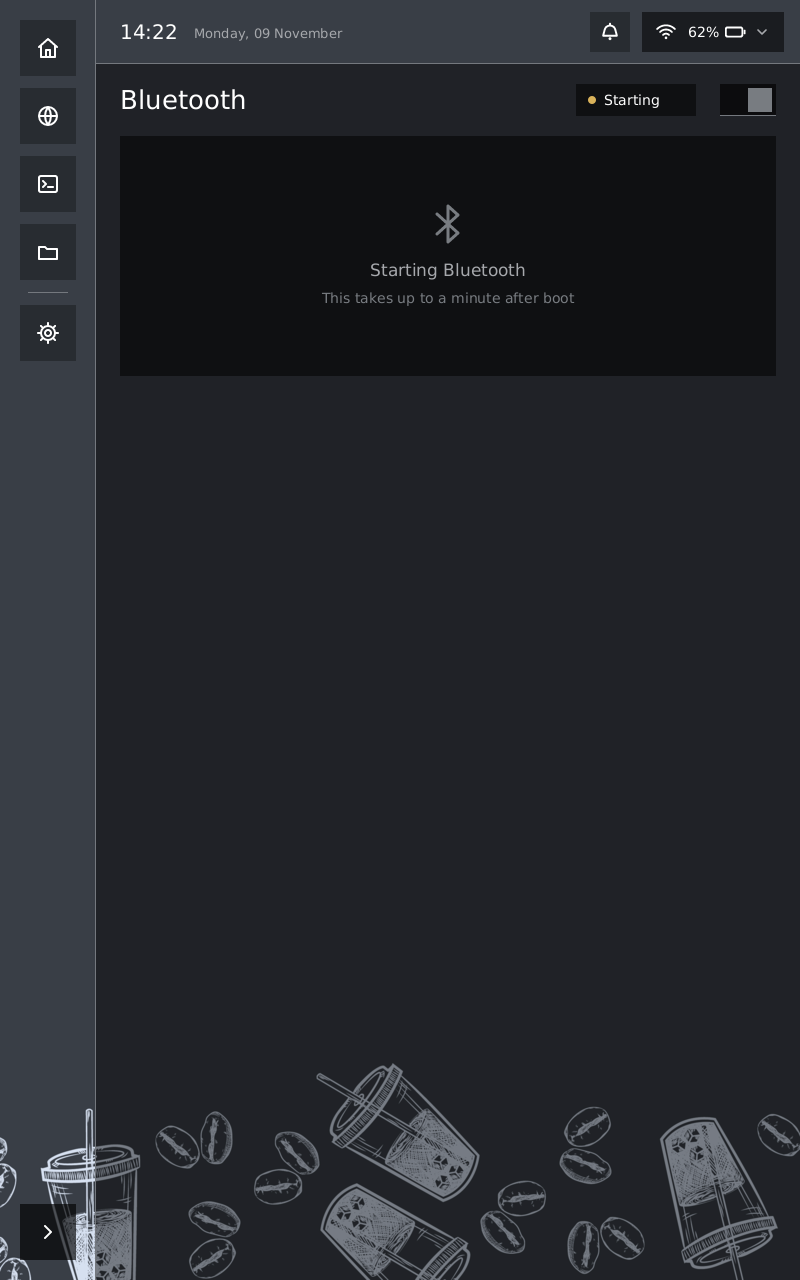 14:22 Monday, 09 November 62%
Bluetooth Starting
Starting Bluetooth
This takes up to a minute after boot